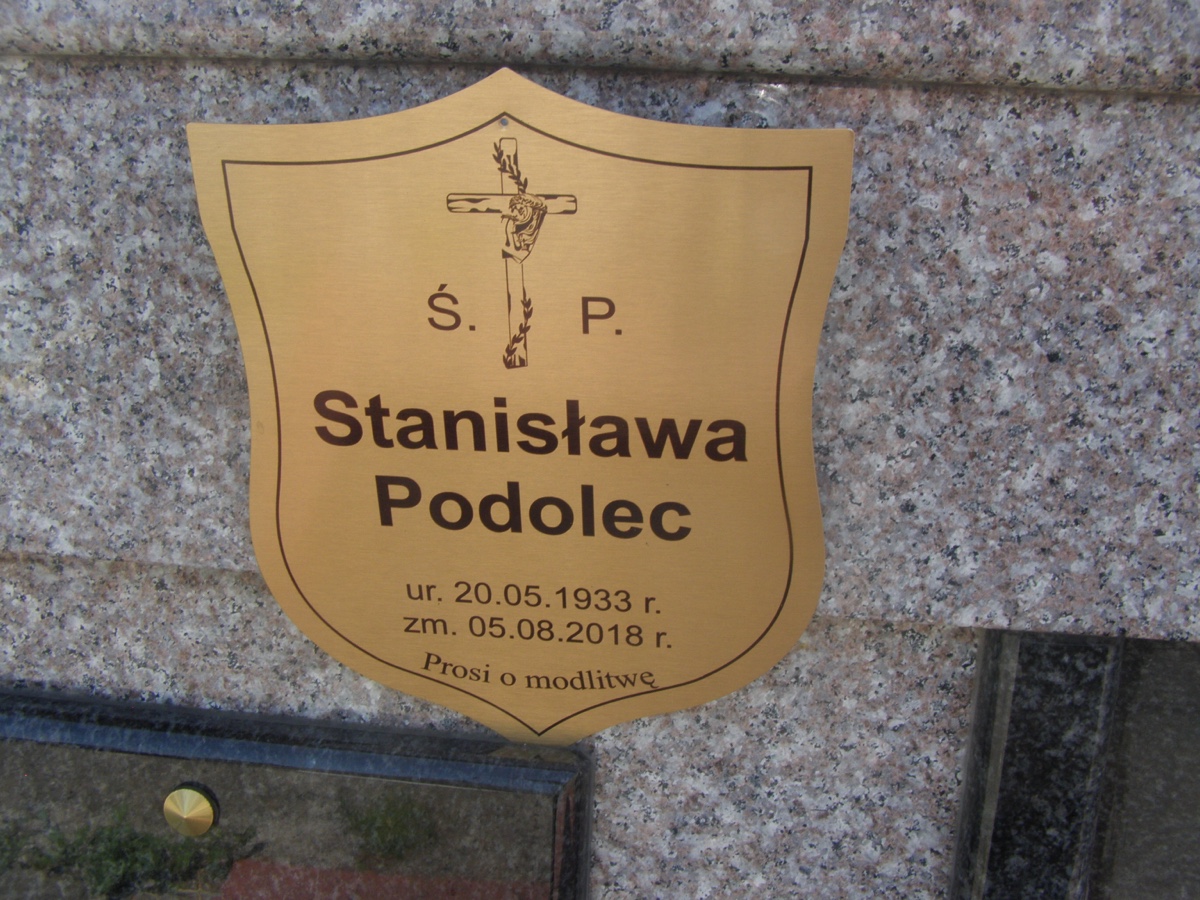 Ś. P.
Stanisława
Podolec
ur. 20.05.1933 r.
zm. 05.08.2018 r.
Prosi o modlitwę